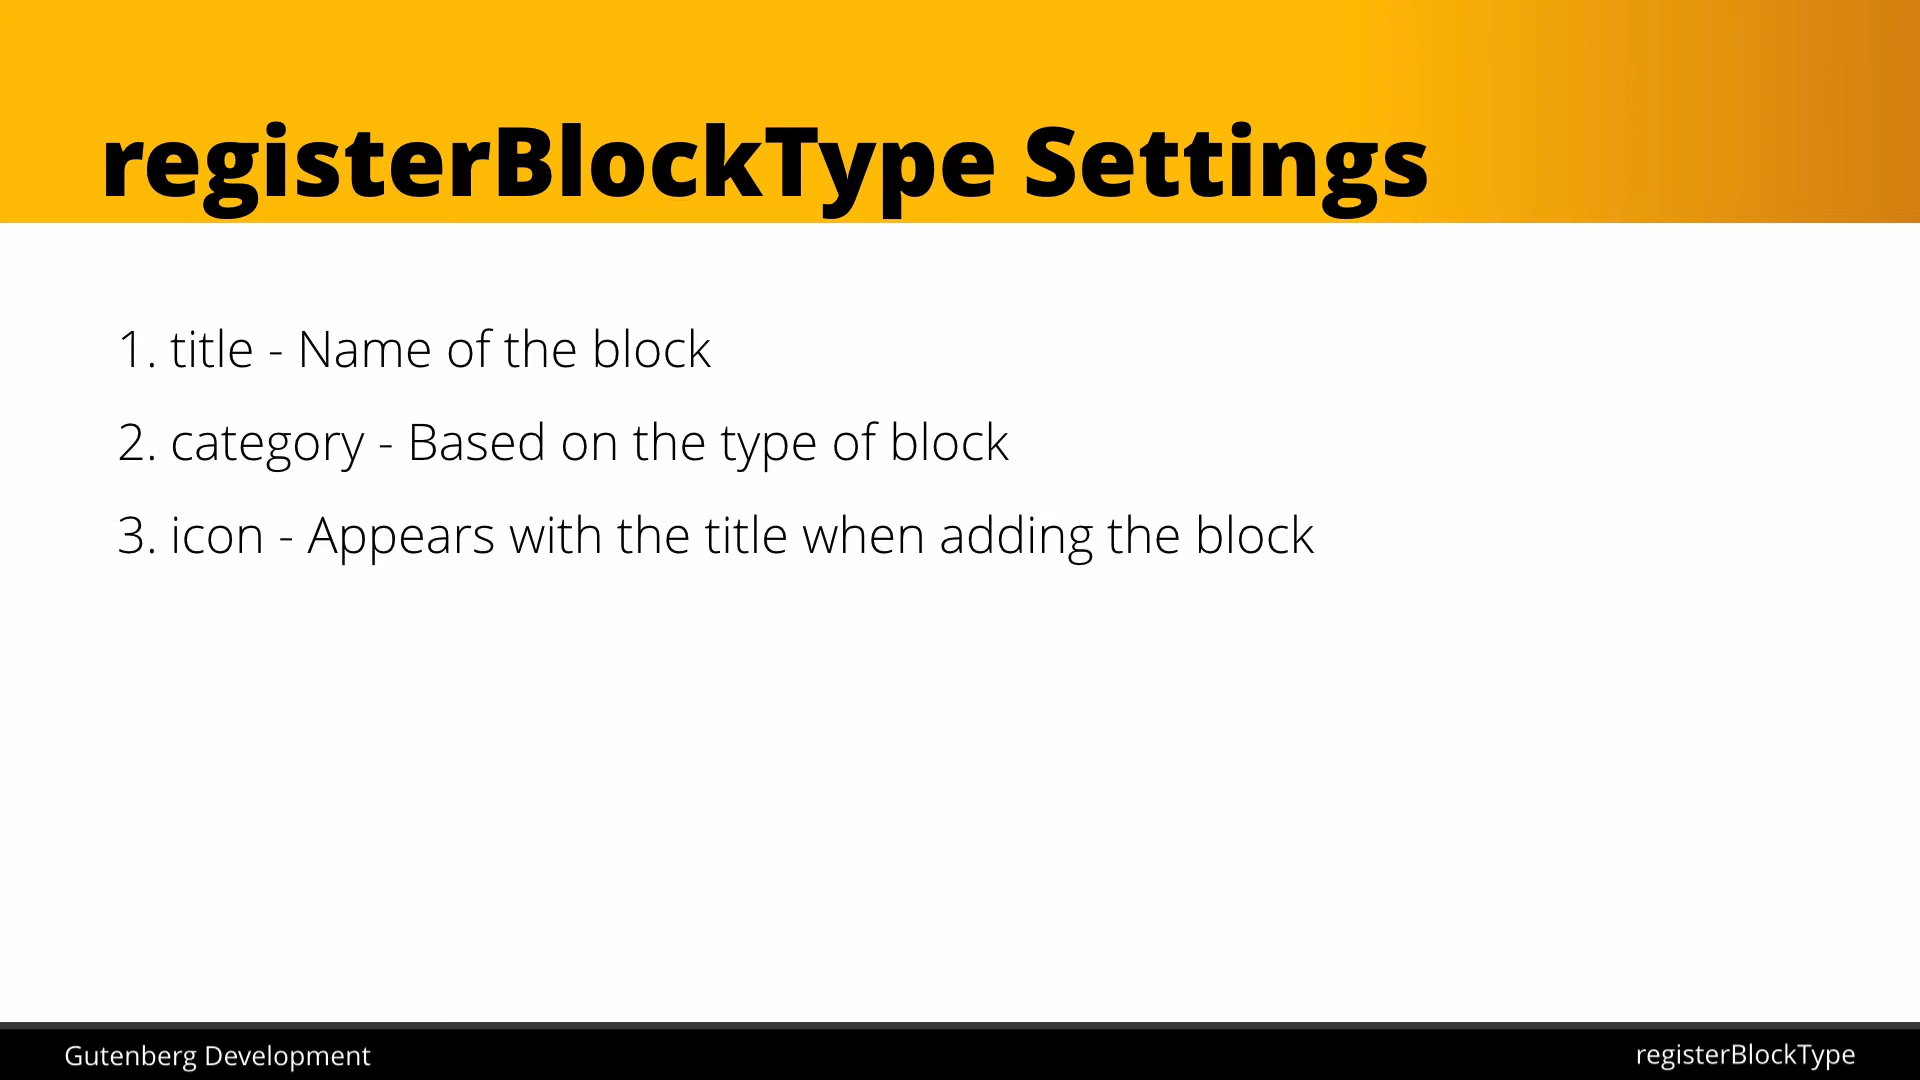 registerBlockType Settings
1. title - Name of the block
2. category - Based on the type of block
3. icon - Appears with the title when adding the block
Gutenberg Development
registerBlockType